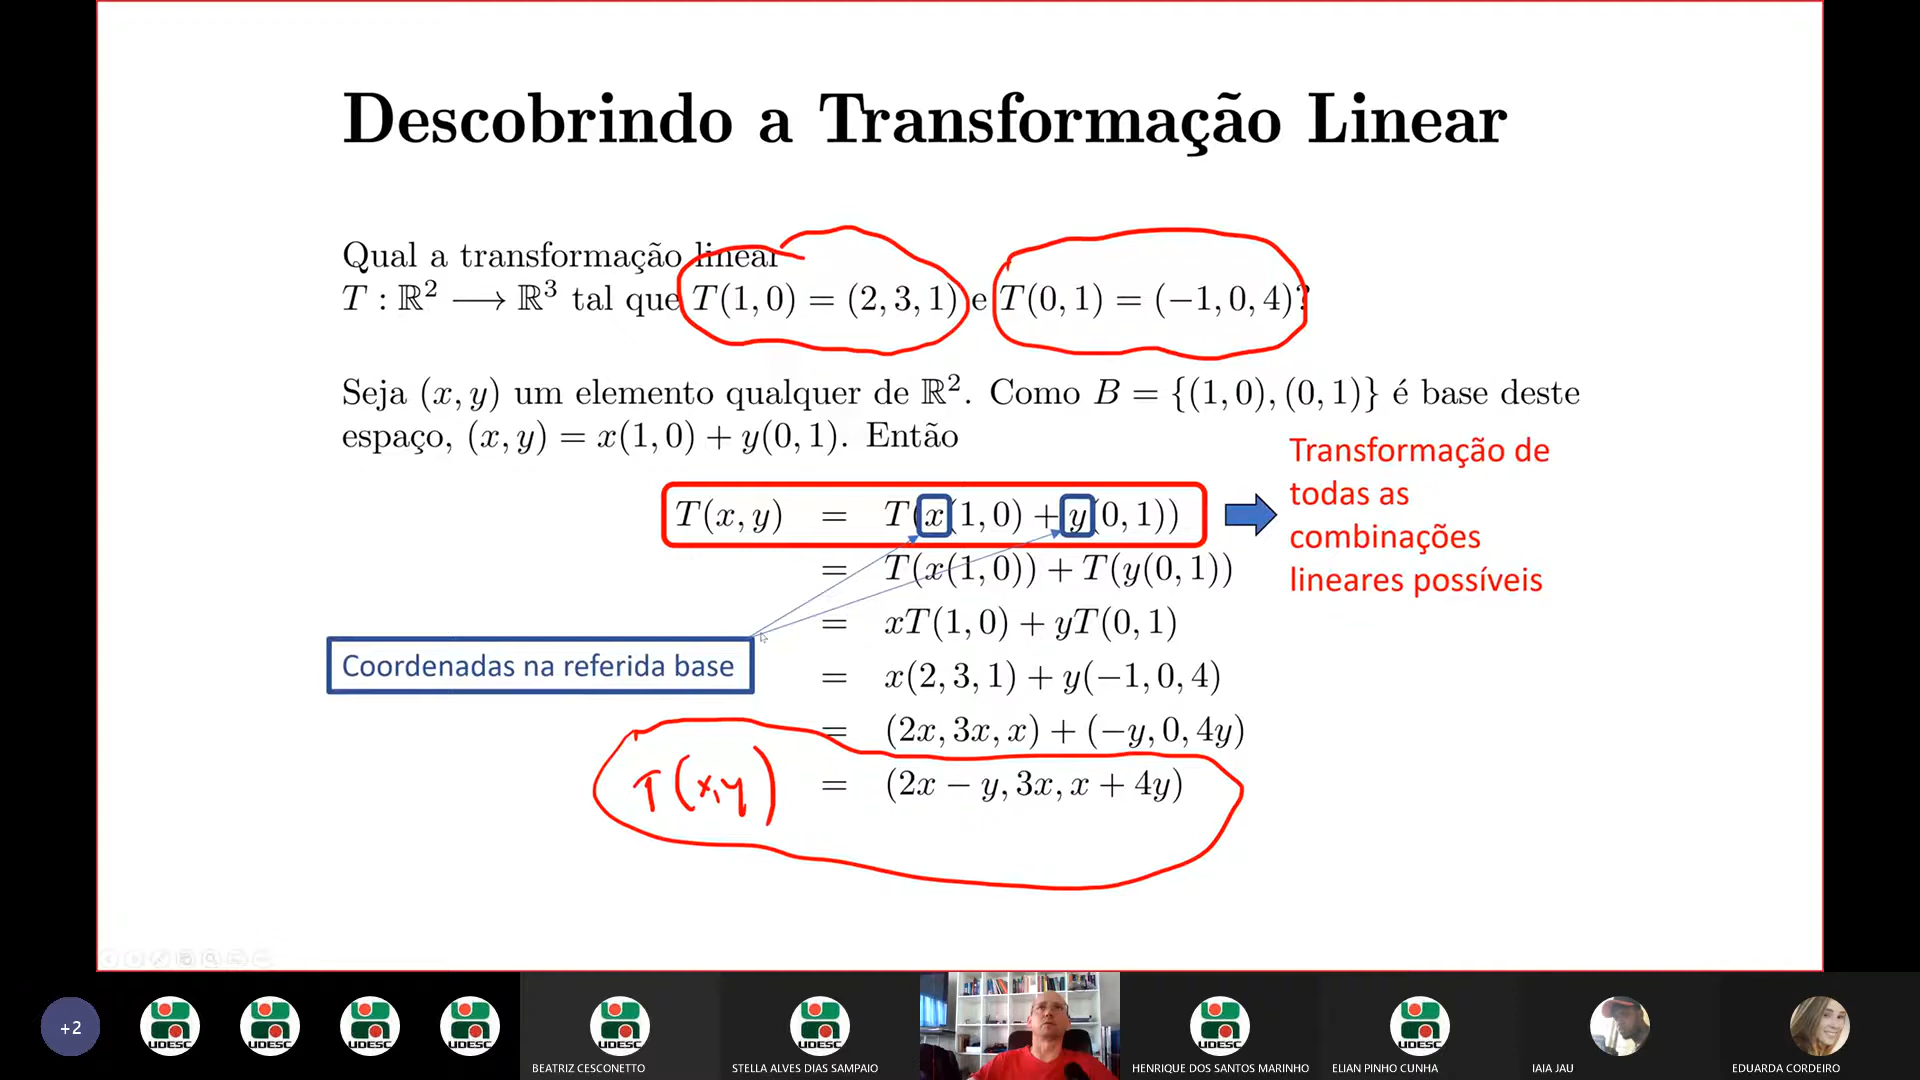 Descobrindo a Transformação Linear
Qual a transformação linear
T : ℝ² ⟶ ℝ³ tal que T(1, 0) = (2, 3, 1) e T(0, 1) = (−1, 0, 4)?
Seja (x, y) um elemento qualquer de ℝ². Como B = {(1, 0), (0, 1)} é base deste
espaço, (x, y) = x(1, 0) + y(0, 1). Então
T(x, y) = T(x(1, 0) + y(0, 1))
= T(x(1, 0)) + T(y(0, 1))
= xT(1, 0) + yT(0, 1)
= x(2, 3, 1) + y(−1, 0, 4)
= (2x, 3x, x) + (−y, 0, 4y)
T(x,y) = (2x − y, 3x, x + 4y)
Transformação de
todas as
combinações
lineares possíveis
Coordenadas na referida base
+2
UDESC
UDESC
UDESC
UDESC
UDESC
BEATRIZ CESCONETTO
UDESC
STELLA ALVES DIAS SAMPAIO
UDESC
HENRIQUE DOS SANTOS MARINHO
UDESC
ELIAN PINHO CUNHA
IAIA JAU
EDUARDA CORDEIRO